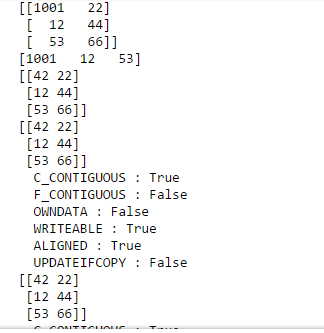 [[1001   22]
 [  12   44]
 [  53   66]]
[1001   12   53]
[[42 22]
 [12 44]
 [53 66]]
[[42 22]
 [12 44]
 [53 66]]
  C_CONTIGUOUS : True
  F_CONTIGUOUS : False
  OWNDATA : False
  WRITEABLE : True
  ALIGNED : True
  UPDATEIFCOPY : False
[[42 22]
 [12 44]
 [53 66]]
  C_CONTIGUOUS : True